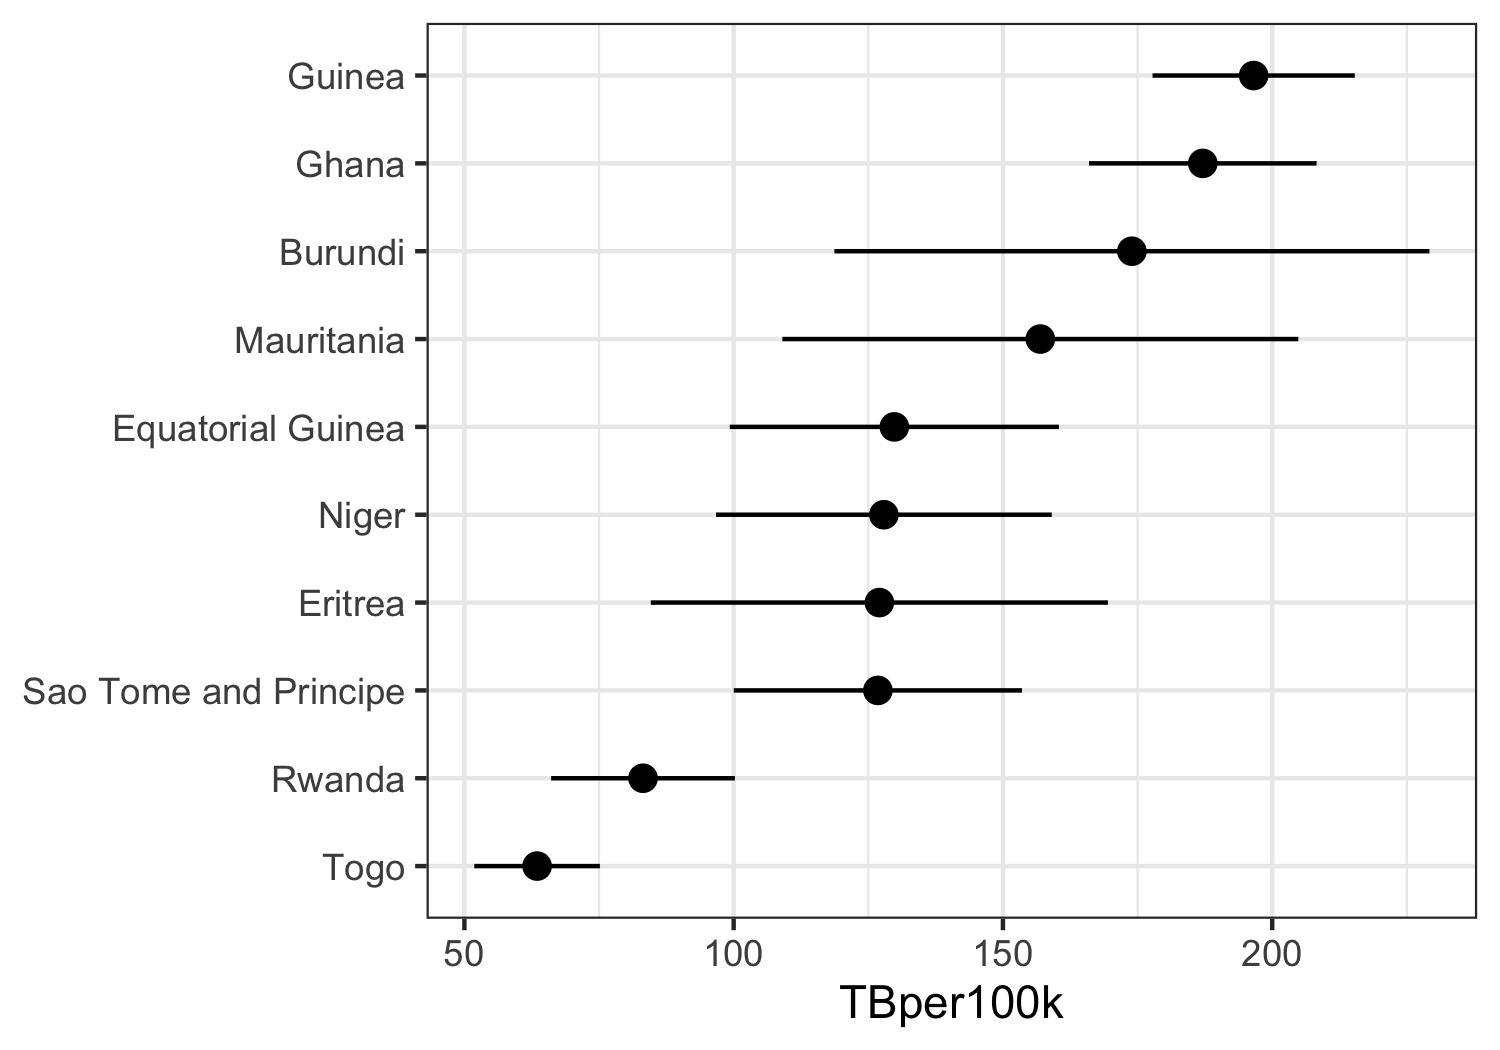 Guinea
Ghana
Burundi
Mauritania
Equatorial Guinea
Niger
Eritrea
Sao Tome and Principe
Rwanda
Togo
50 100 150 200
TBper100k